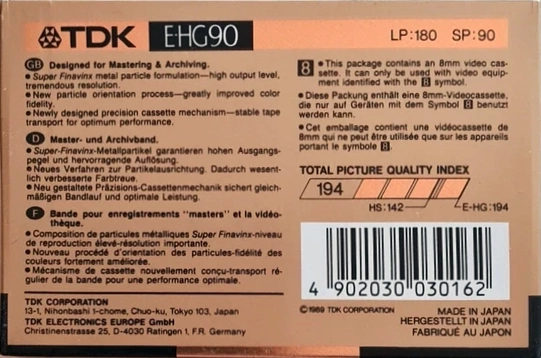 TDK E-HG90 LP:180 SP:90
GB Designed for Mastering & Archiving.
● Super Finavinx metal particle formulation—high output level,
tremendous resolution.
● New particle orientation process—greatly improved color
fidelity.
● Newly designed precision cassette mechanism—stable tape
transport for optimum performance.
D Master- und Archivband.
● Super-Finavinx-Metallpartikel garantieren hohen Ausgangs-
pegel und hervorragende Auflösung.
● Neues Verfahren zur Partikelausrichtung. Dadurch wesent-
lich verbesserte Farbtreue.
● Neu gestaltete Präzisions-Cassettenmechanik sichert gleich-
mäßigen Bandlauf und optimale Leistung.
F Bande pour enregistrements "masters" et la vidéo-
thèque.
● Composition de particules métalliques Super Finavinx-niveau
de reproduction élevé-résolution importante.
● Nouveau procédé d'orientation des particules-fidélité des
couleurs fortement améliorée.
● Mécanisme de cassette nouvellement conçu-transport ré-
gulier de la bande pour une performance optimale.
TDK CORPORATION
13-1, Nihonbashi 1-chome, Chuo-ku, Tokyo 103, Japan
TDK ELECTRONICS EUROPE GmbH
Christinenstrasse 25, D-4030 Ratingen 1, F.R. Germany
8 ● This package contains an 8mm video cas-
sette. It can only be used with video equip-
ment identified with the 8 symbol.
● Diese Packung enthält eine 8mm-Videocassette,
die nur auf Geräten mit dem Symbol 8 benutzt
werden kann.
● Cet emballage contient une vidéocassette de
8mm qui ne peut être utilisée que sur les appareils
portant le symbole 8.
TOTAL PICTURE QUALITY INDEX
194
HS:142 E-HG:194
4 902030 030162
©1989 TDK CORPORATION
MADE IN JAPAN
HERGESTELLT IN JAPAN
FABRIQUÉ AU JAPON